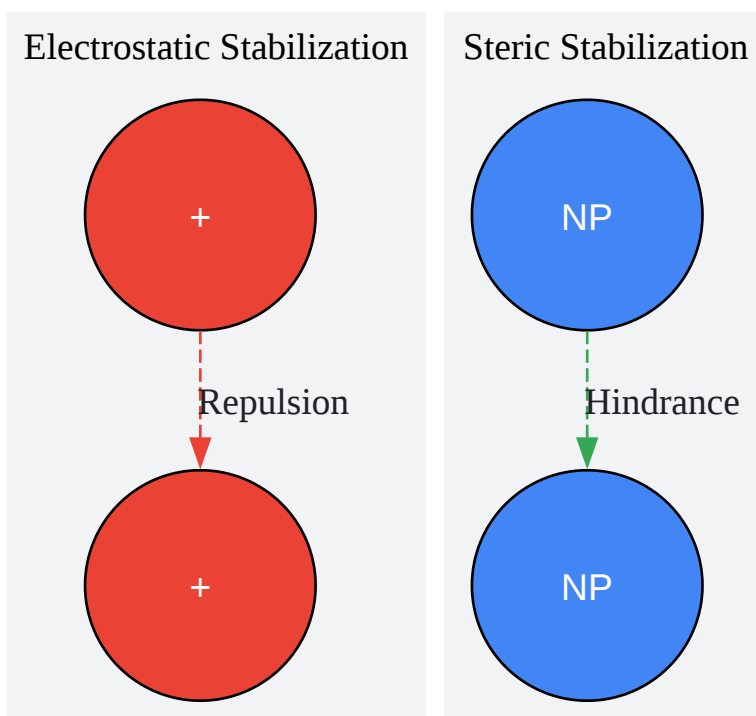 Electrostatic Stabilization
+
Repulsion
+
Steric Stabilization
NP
Hindrance
NP